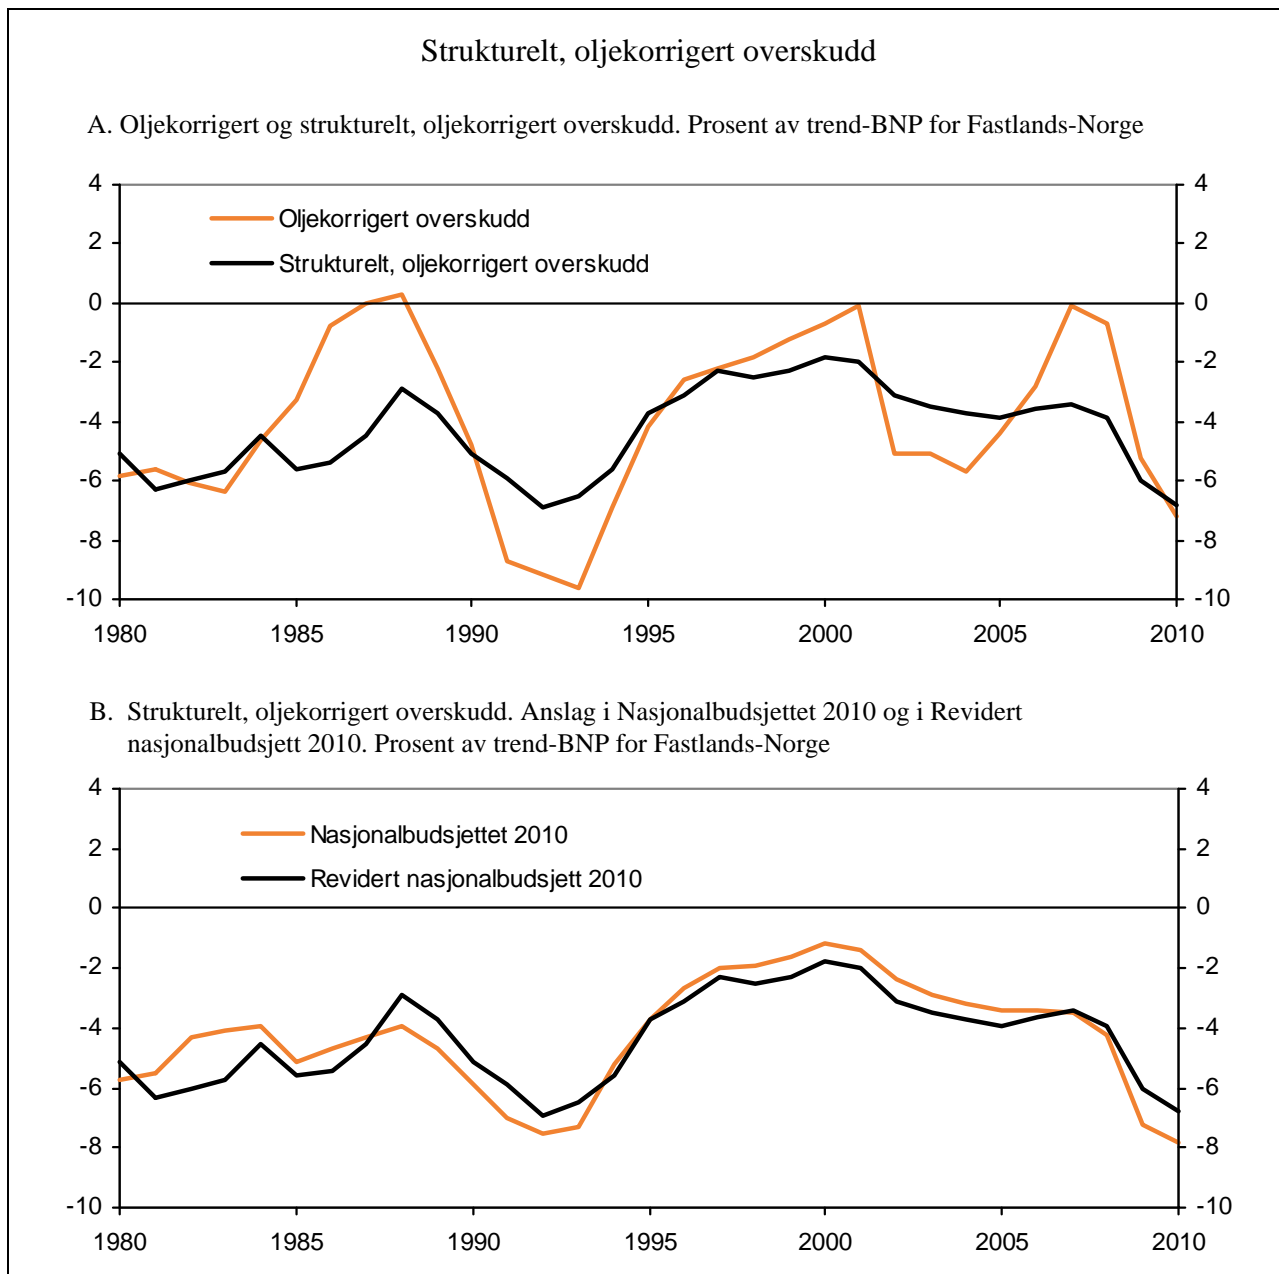 Strukturelt, oljekorrigert overskudd
A. Oljekorrigert og strukturelt, oljekorrigert overskudd. Prosent av trend-BNP for Fastlands-Norge
4 4
Oljekorrigert overskudd
2 2
Strukturelt, oljekorrigert overskudd
0 0
-2 -2
-4 -4
-6 -6
-8 -8
-10 -10
1980 1985 1990 1995 2000 2005 2010
B. Strukturelt, oljekorrigert overskudd. Anslag i Nasjonalbudsjettet 2010 og i Revidert
nasjonalbudsjett 2010. Prosent av trend-BNP for Fastlands-Norge
4 4
Nasjonalbudsjettet 2010
2 2
Revidert nasjonalbudsjett 2010
0 0
-2 -2
-4 -4
-6 -6
-8 -8
-10 -10
1980 1985 1990 1995 2000 2005 2010